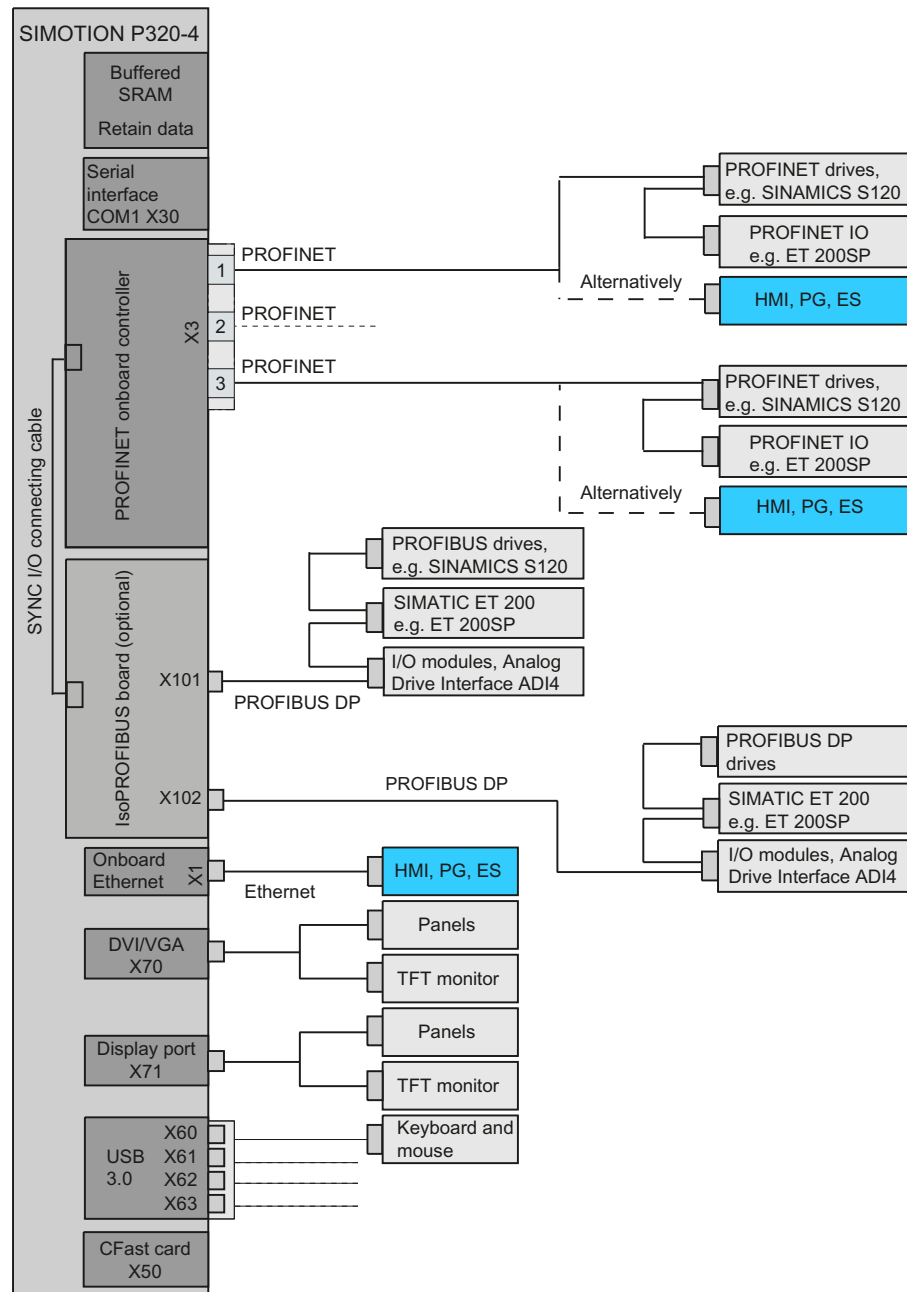 SIMOTION P320-4
Buffered
SRAM
Retain data
Serial
interface
COM1 X30
PROFINET onboard controller
X3
1
PROFINET
2
PROFINET
3
PROFINET
Alternatively
PROFINET drives,
e.g. SINAMICS S120
PROFINET IO
e.g. ET 200SP
HMI, PG, ES
PROFINET drives,
e.g. SINAMICS S120
PROFINET IO
e.g. ET 200SP
Alternatively
HMI, PG, ES
SYNC I/O connecting cable
IsoPROFIBUS board (optional)
X101
PROFIBUS DP
PROFIBUS drives,
e.g. SINAMICS S120
SIMATIC ET 200
e.g. ET 200SP
I/O modules, Analog
Drive Interface ADI4
X102
PROFIBUS DP
PROFIBUS DP
drives
SIMATIC ET 200
e.g. ET 200SP
I/O modules, Analog
Drive Interface ADI4
Onboard
Ethernet
X1
Ethernet
HMI, PG, ES
DVI/VGA
X70
Panels
TFT monitor
Display port
X71
Panels
TFT monitor
USB
3.0
X60
X61
X62
X63
Keyboard and
mouse
CFast card
X50